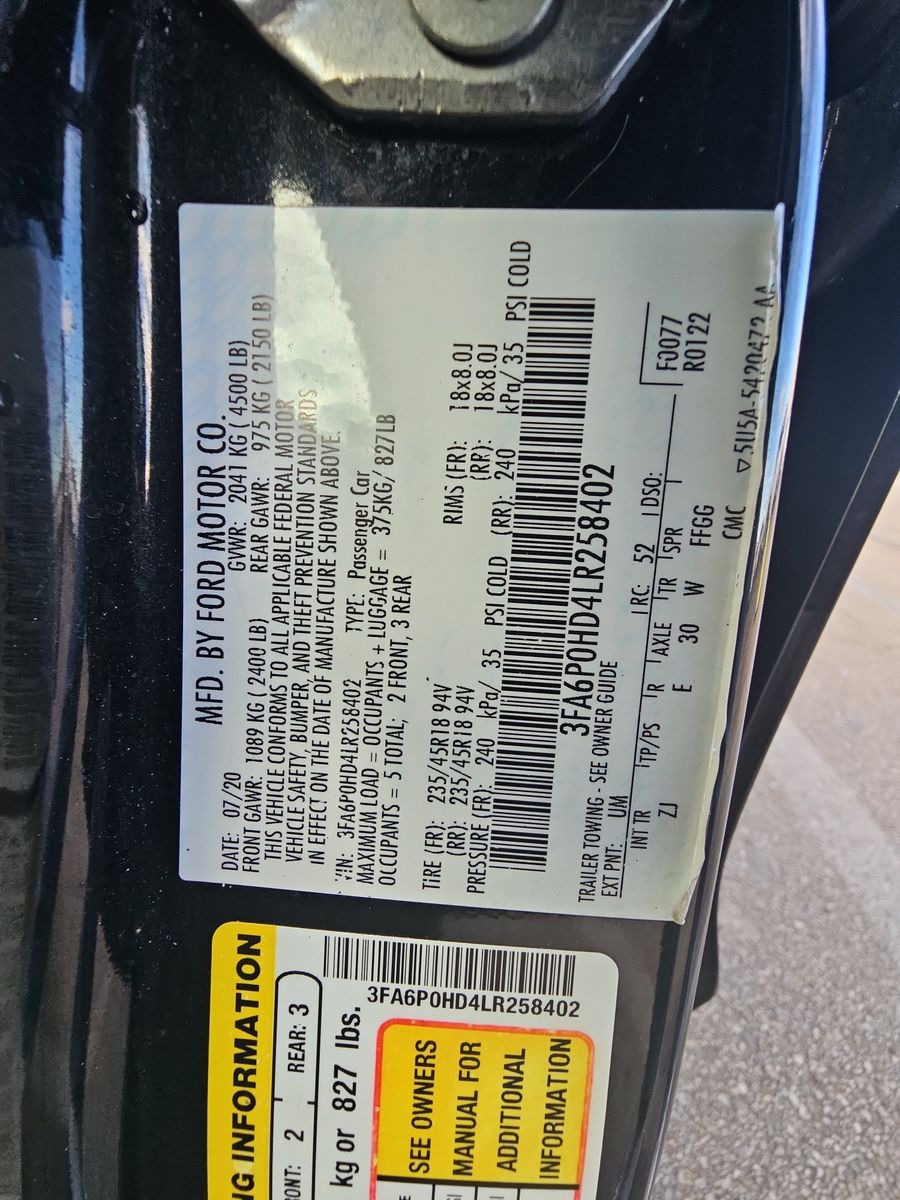 MFD. BY FORD MOTOR CO.
DATE: 07/20 GVWR: 2041 KG ( 4500 LB)
FRONT GAWR: 1089 KG ( 2400 LB) REAR GAWR: 975 KG ( 2150 LB)
THIS VEHICLE CONFORMS TO ALL APPLICABLE FEDERAL MOTOR
VEHICLE SAFETY, BUMPER, AND THEFT PREVENTION STANDARDS
IN EFFECT ON THE DATE OF MANUFACTURE SHOWN ABOVE.
VIN: 3FA6P0HD4LR258402 TYPE: Passenger Car
MAXIMUM LOAD = OCCUPANTS + LUGGAGE = 375KG/ 827LB
OCCUPANTS = 5 TOTAL; 2 FRONT, 3 REAR
TIRE (FR): 235/45R18 94V RIMS (FR): 18x8.0J
(RR): 235/45R18 94V (RR): 18x8.0J
PRESSURE (FR): 240 kPa/ 35 PSI COLD (RR): 240 kPa/ 35 PSI COLD
3FA6P0HD4LR258402
TRAILER TOWING - SEE OWNER GUIDE
EXT PNT: UM RC: 52 DSO: F0077
INT TR TP/PS R AXLE TR SPR R0122
ZJ E 30 W FFGG
CMC ▽5U5A-5420472 AA
NG INFORMATION
ONT: 2 REAR: 3
kg or 827 lbs.
3FA6P0HD4LR258402
SEE OWNERS
MANUAL FOR
ADDITIONAL
INFORMATION